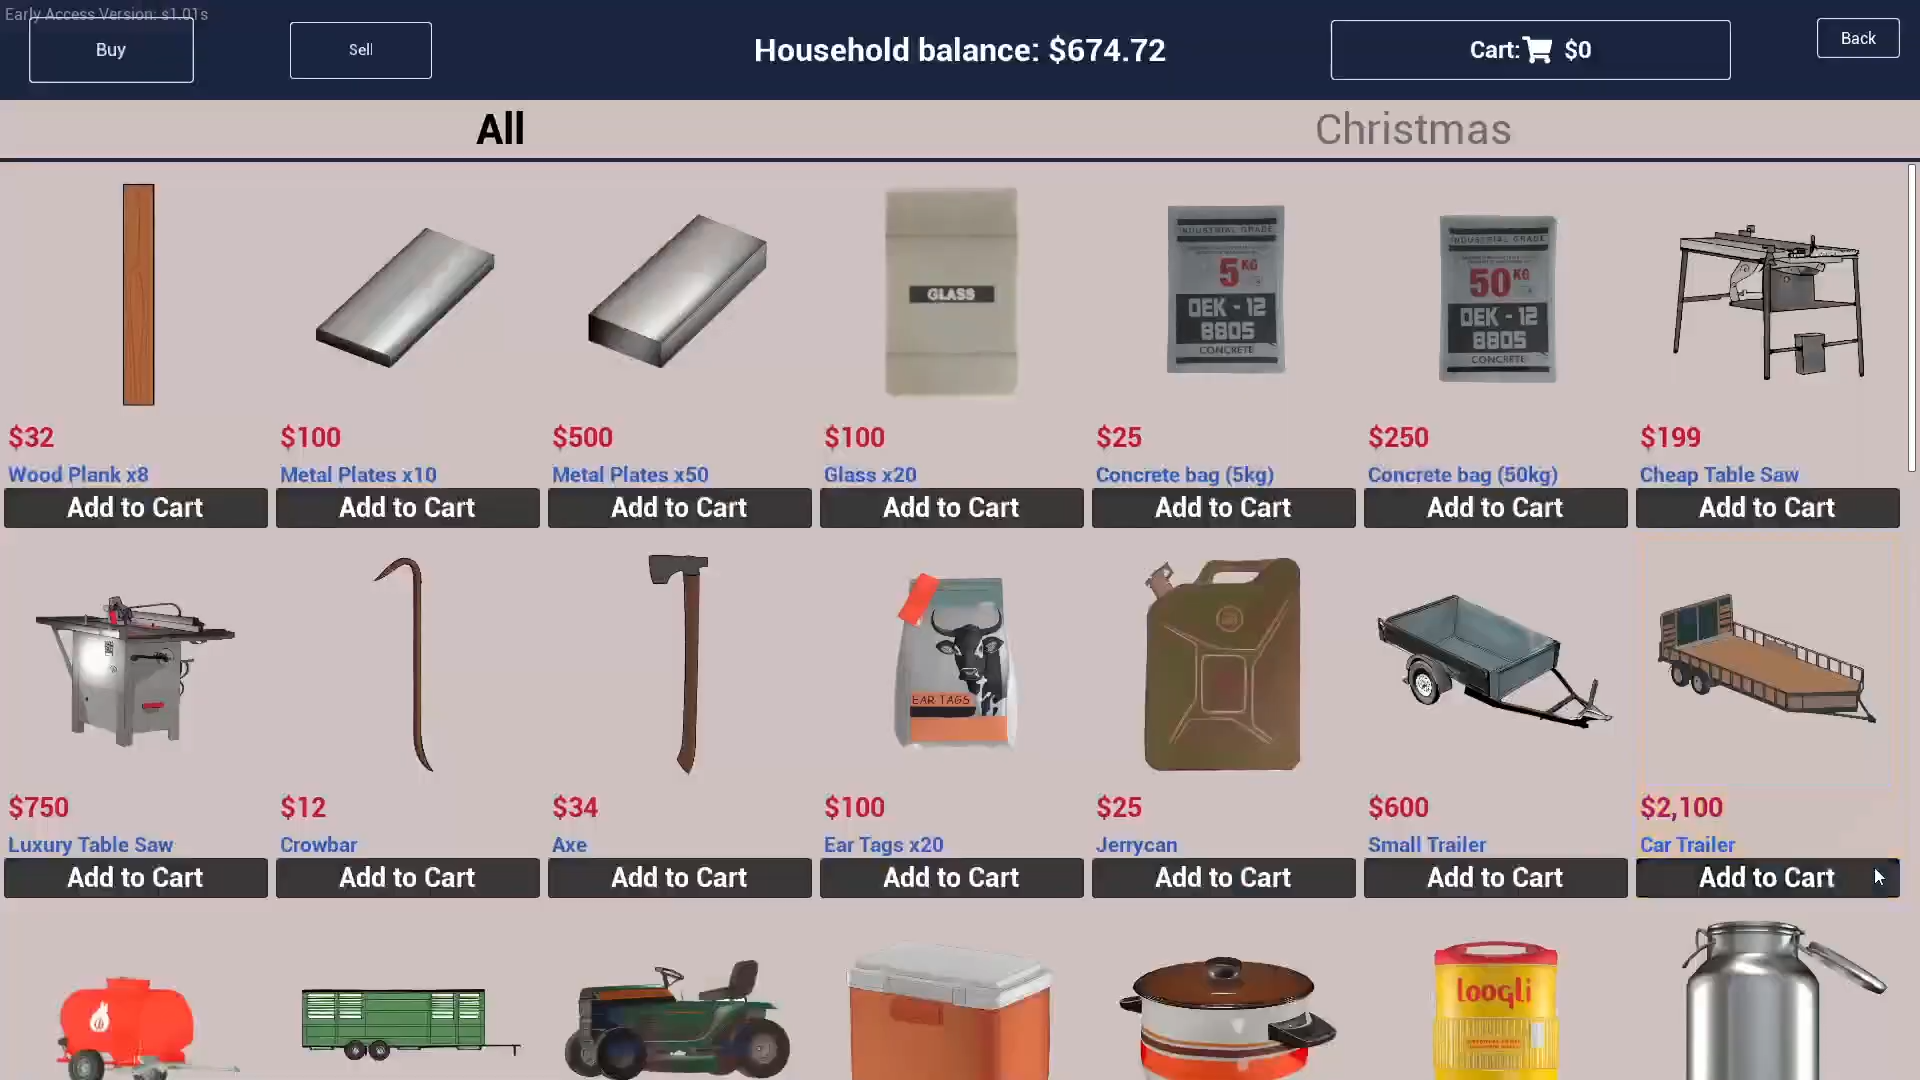 Early Access Version: s1.01s
Buy
Sell
Household balance: $674.72
Cart: $0
Back
All
Christmas
GLASS
INDUSTRIAL GRADE
5KG
DEK - 12
8805
CONCRETE
INDUSTRIAL GRADE
50KG
DEK - 12
8805
CONCRETE
$32
$100
$500
$100
$25
$250
$199
Wood Plank x8
Metal Plates x10
Metal Plates x50
Glass x20
Concrete bag (5kg)
Concrete bag (50kg)
Cheap Table Saw
Add to Cart
Add to Cart
Add to Cart
Add to Cart
Add to Cart
Add to Cart
Add to Cart
EAR TAGS
$750
$12
$34
$100
$25
$600
$2,100
Luxury Table Saw
Crowbar
Axe
Ear Tags x20
Jerrycan
Small Trailer
Car Trailer
Add to Cart
Add to Cart
Add to Cart
Add to Cart
Add to Cart
Add to Cart
Add to Cart
loogli